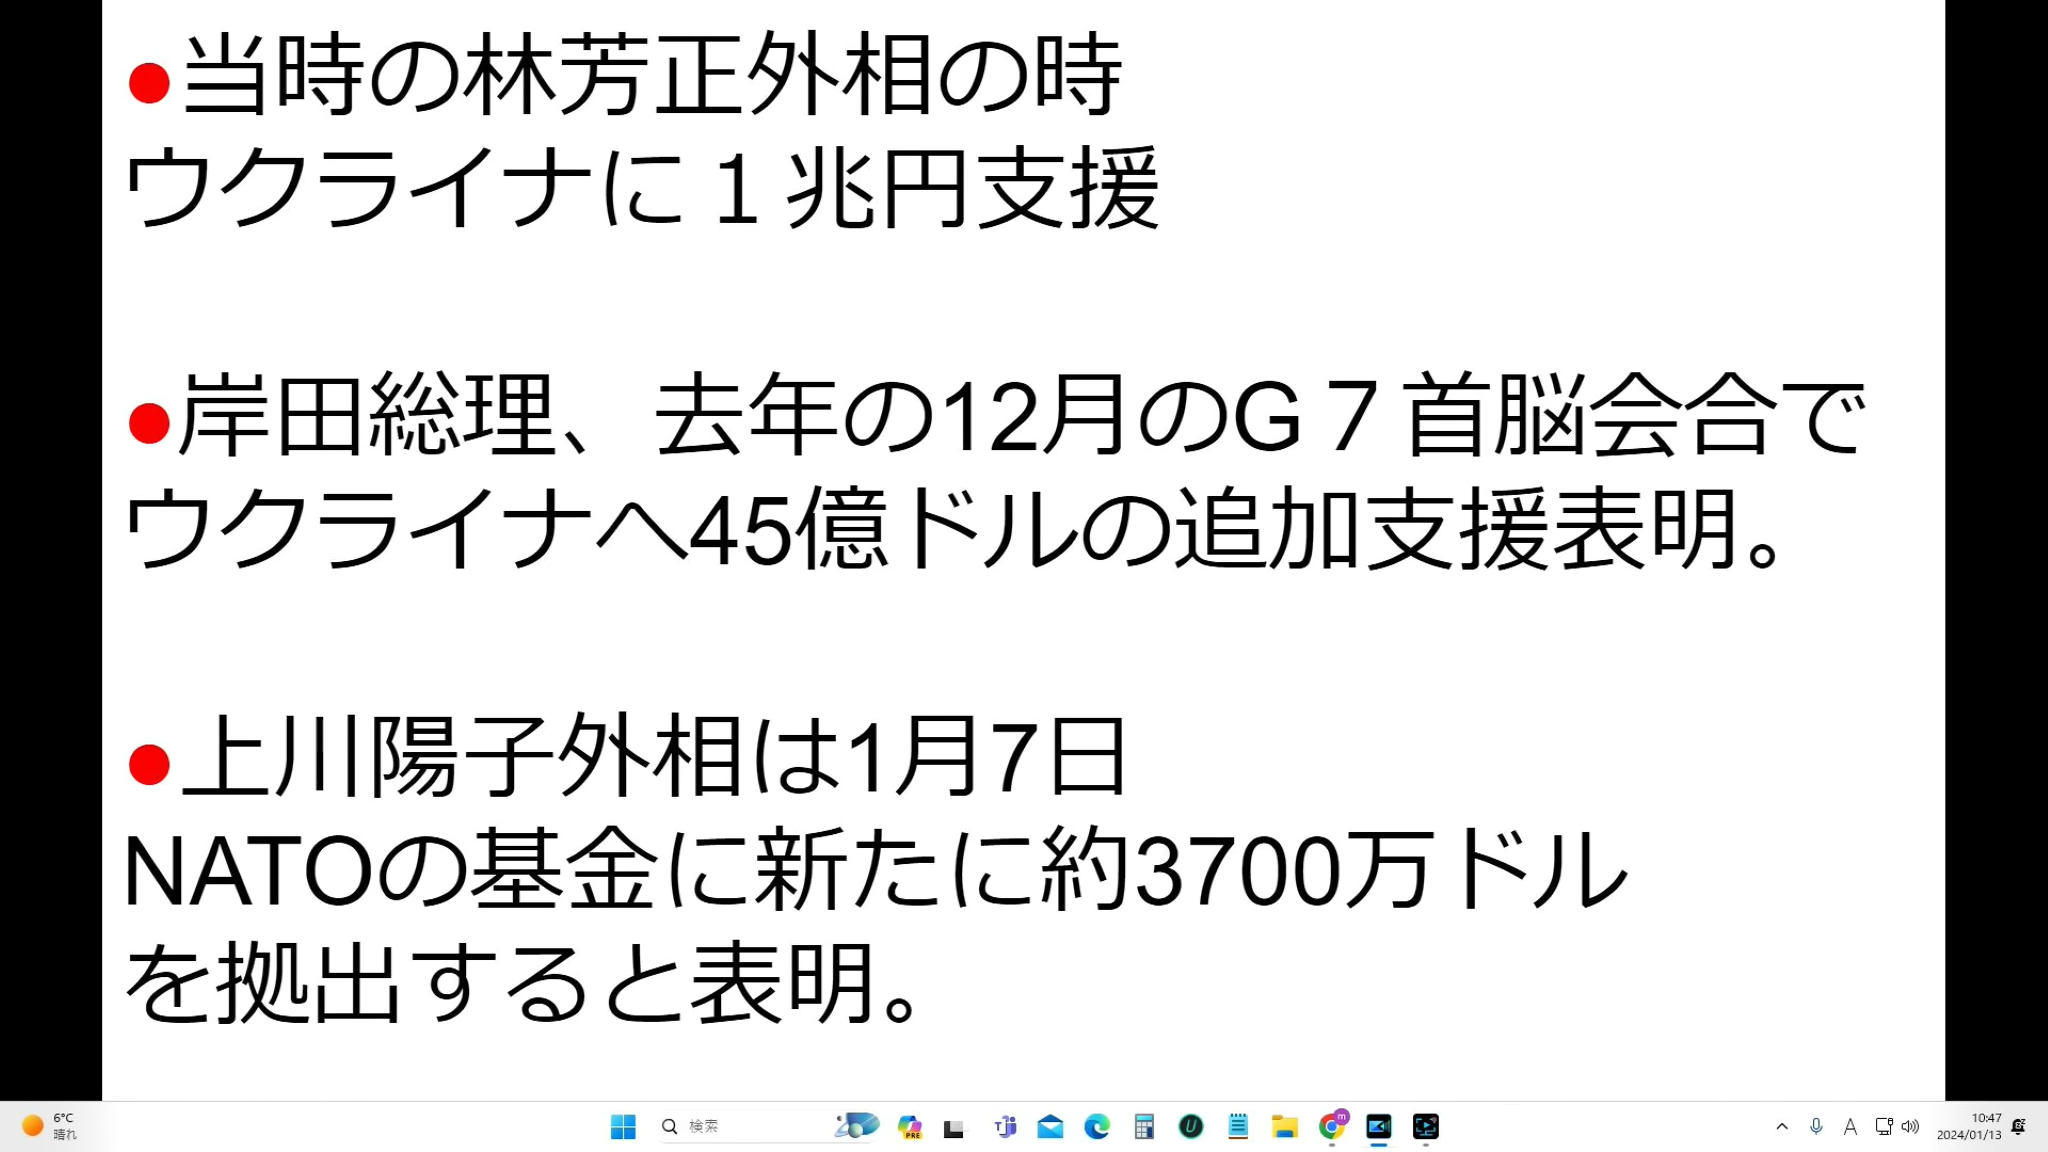 ●当時の林芳正外相の時
ウクライナに１兆円支援
●岸田総理、去年の12月のG７首脳会合で
ウクライナへ45億ドルの追加支援表明。
●上川陽子外相は1月7日
NATOの基金に新たに約3700万ドル
を拠出すると表明。
6°C
晴れ
検索
PRE
m
A
10:47
2024/01/13